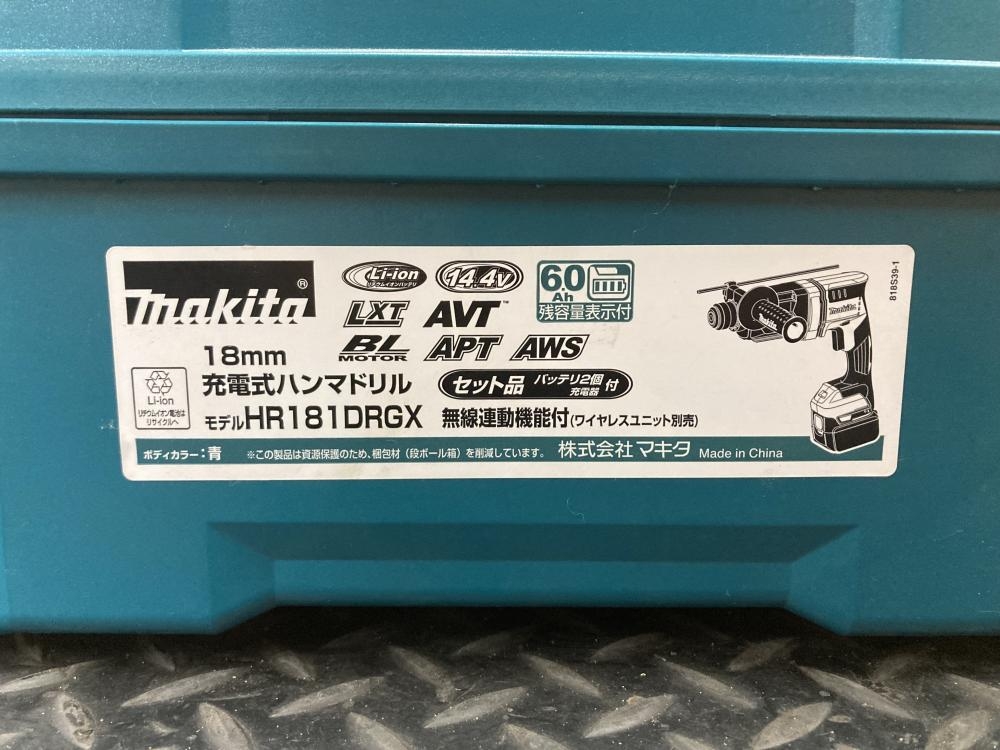 makita®
Li-ion
リチウムイオンバッテリ
14.4V
6.0 Ah
残容量表示付
LXT AVT™
BL MOTOR APT AWS
18mm
充電式ハンマドリル
モデルHR181DRGX
セット品 バッテリ2個 充電器 付
無線連動機能付(ワイヤレスユニット別売)
Li-ion
リチウムイオン電池は
リサイクルへ
ボディカラー:青
※この製品は資源保護のため、梱包材(段ボール箱)を削減しています。
株式会社マキタ Made in China
makita
818S39-1